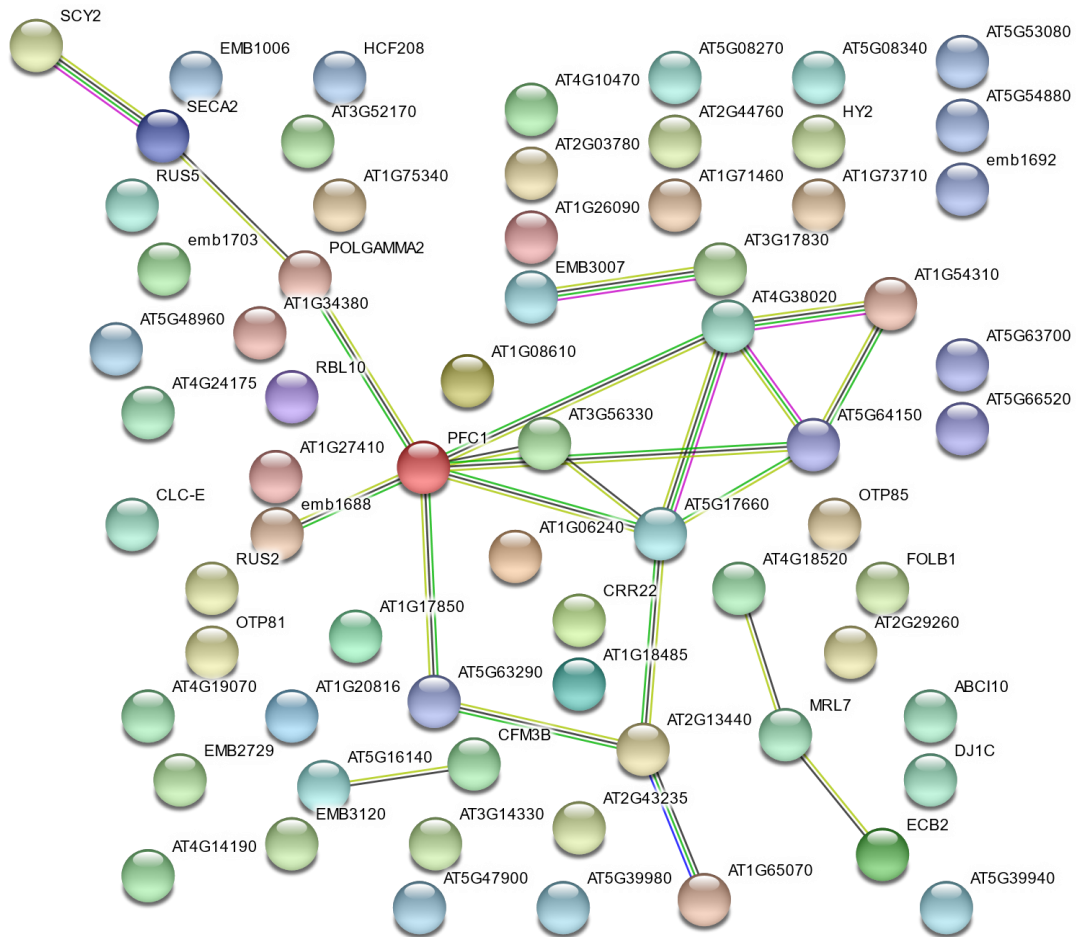 SCY2
EMB1006
HCF208
AT5G53080
AT5G08270
AT5G08340
AT4G10470
SECA2
AT3G52170
AT2G44760
HY2
AT5G54880
AT2G03780
RUS5
AT1G75340
AT1G71460
AT1G73710
emb1692
AT1G26090
emb1703
POLGAMMA2
AT3G17830
EMB3007
AT4G38020
AT1G54310
AT1G34380
AT5G48960
AT5G63700
RBL10
AT1G08610
AT4G24175
AT5G66520
AT3G56330
AT5G64150
PFC1
AT1G27410
CLC-E
emb1688
AT5G17660
OTP85
AT1G06240
RUS2
AT4G18520
FOLB1
CRR22
AT1G17850
OTP81
AT2G29260
AT1G18485
AT4G19070
AT1G20816
AT5G63290
AT2G13440
MRL7
ABCI10
CFM3B
EMB2729
AT5G16140
DJ1C
AT2G43235
EMB3120
AT3G14330
ECB2
AT4G14190
AT1G65070
AT5G47900
AT5G39980
AT5G39940